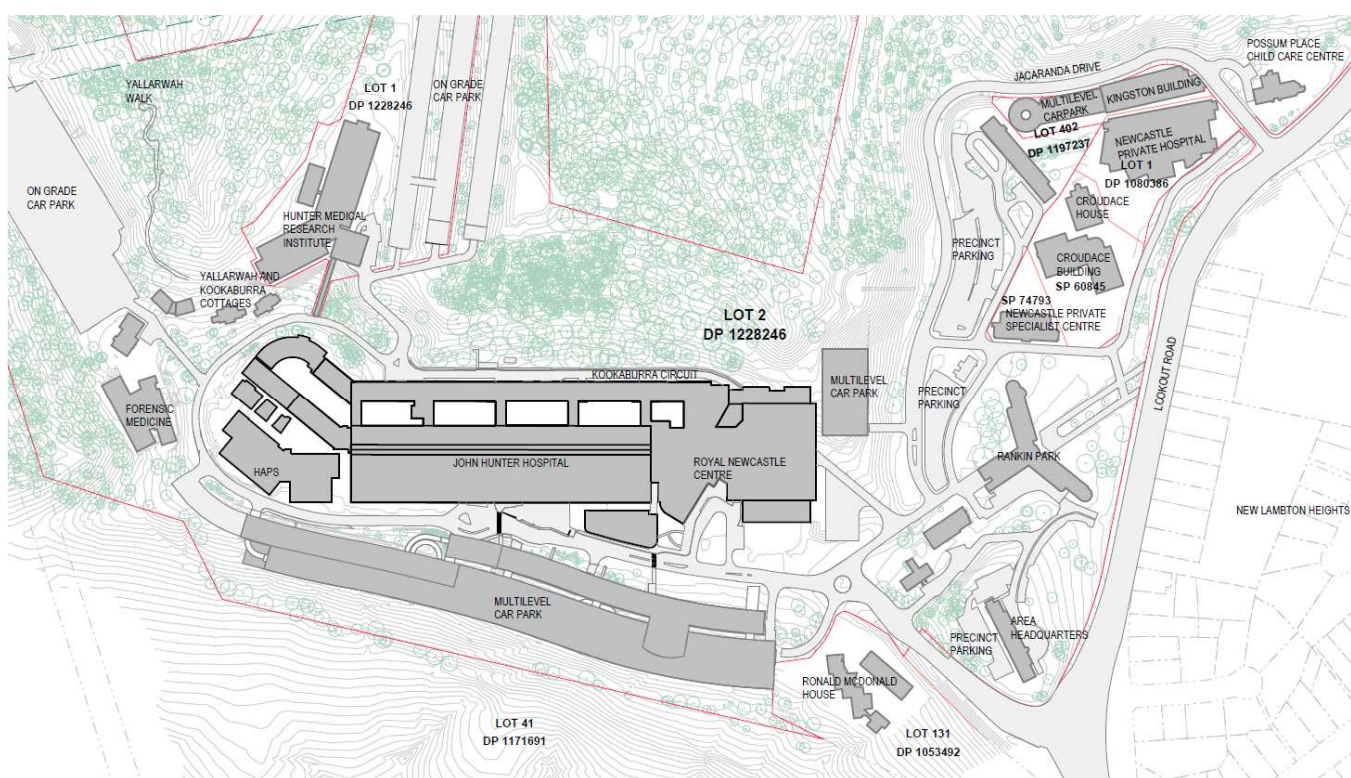 YALLARWAH
WALK
LOT 1
DP 1228246
ON GRADE
CAR PARK
JACARANDA DRIVE
POSSUM PLACE
CHILD CARE CENTRE
MULTILEVEL
CARPARK
KINGSTON BUILDING
LOT 402
DP 1197237
NEWCASTLE
PRIVATE HOSPITAL
LOT 1
DP 1080386
ON GRADE
CAR PARK
HUNTER MEDICAL
RESEARCH
INSTITUTE
CROUDACE
HOUSE
PRECINCT
PARKING
CROUDACE
BUILDING
SP 60845
YALLARWAH AND
KOOKABURRA
COTTAGES
SP 74793
NEWCASTLE PRIVATE
SPECIALIST CENTRE
LOT 2
DP 1228246
LOOKOUT ROAD
KOOKABURRA CIRCUIT
MULTILEVEL
CAR PARK
PRECINCT
PARKING
FORENSIC
MEDICINE
HAPS
JOHN HUNTER HOSPITAL
ROYAL NEWCASTLE
CENTRE
RANKIN PARK
NEW LAMBTON HEIGHTS
MULTILEVEL
CAR PARK
AREA
HEADQUARTERS
PRECINCT
PARKING
RONALD MCDONALD
HOUSE
LOT 41
DP 1171691
LOT 131
DP 1053492